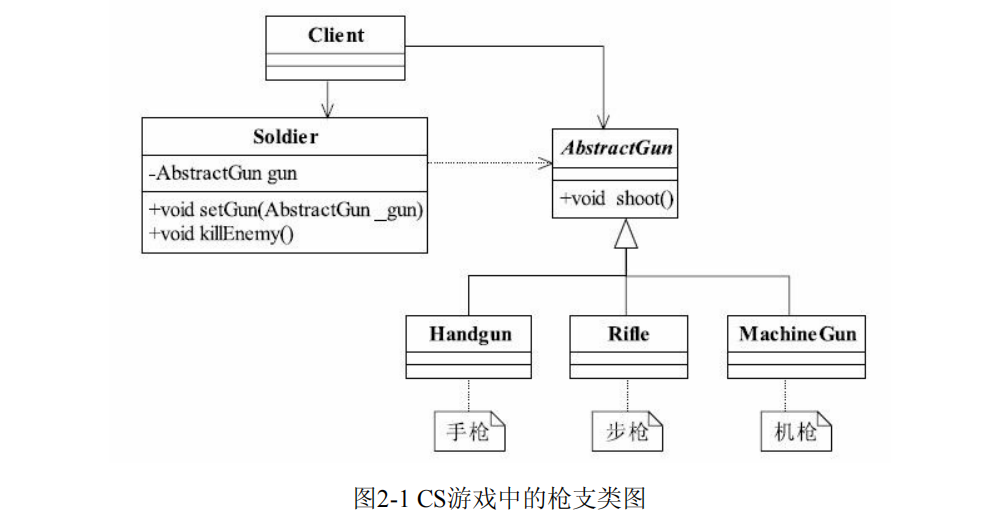 Client
Soldier
-AbstractGun gun
+void setGun(AbstractGun _gun)
+void killEnemy()
AbstractGun
+void shoot()
Handgun
Rifle
MachineGun
手枪
步枪
机枪
图2-1 CS游戏中的枪支类图